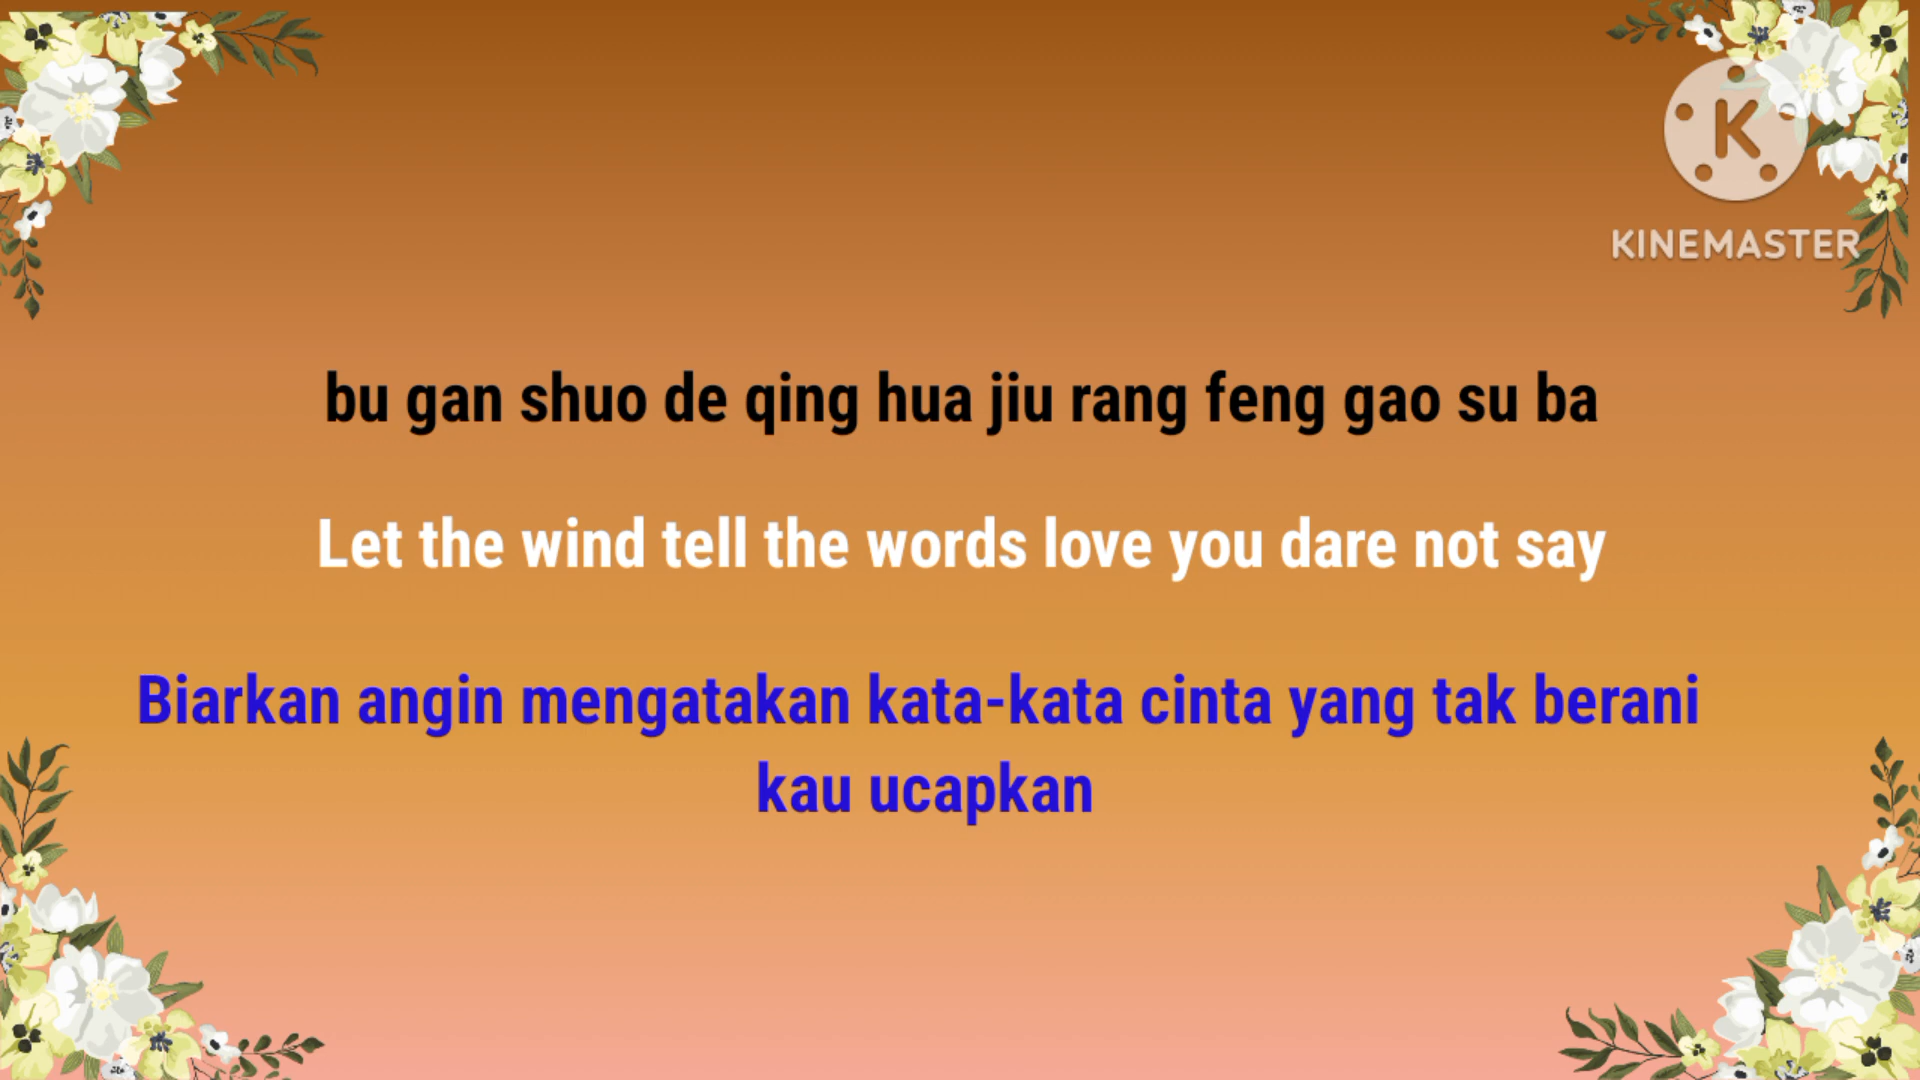 K
KINEMASTER
bu gan shuo de qing hua jiu rang feng gao su ba
Let the wind tell the words love you dare not say
Biarkan angin mengatakan kata-kata cinta yang tak berani
kau ucapkan